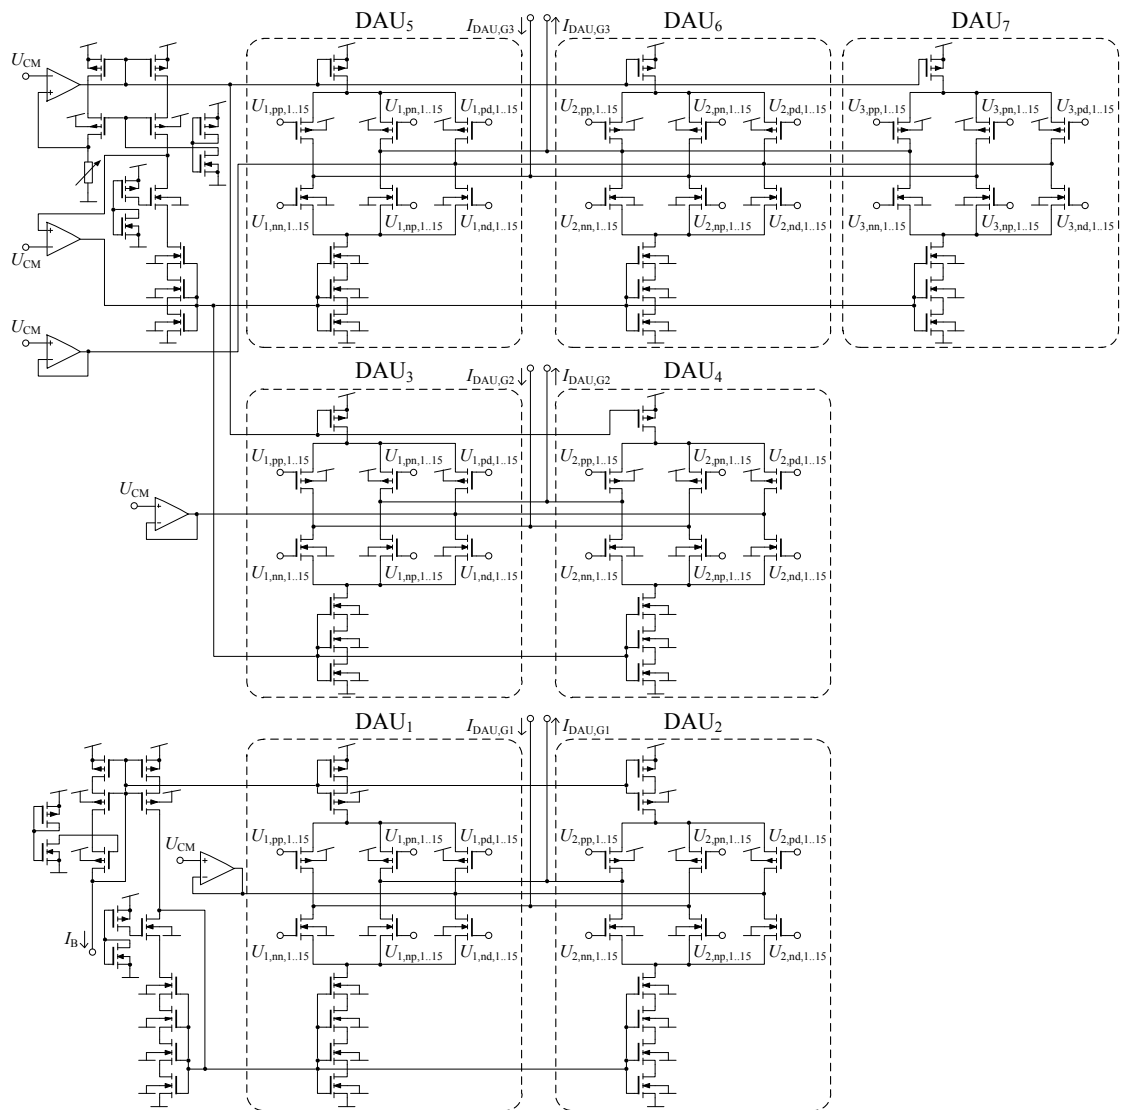 DAU5 I_DAU,G3 I_DAU,G3 DAU6 DAU7
UCM
U1,pp,1..15 U1,pn,1..15 U1,pd,1..15 U2,pp,1..15 U2,pn,1..15 U2,pd,1..15 U3,pp,1..15 U3,pn,1..15 U3,pd,1..15
U1,nn,1..15 U1,np,1..15 U1,nd,1..15 U2,nn,1..15 U2,np,1..15 U2,nd,1..15 U3,nn,1..15 U3,np,1..15 U3,nd,1..15
UCM
UCM
DAU3 I_DAU,G2 I_DAU,G2 DAU4
U1,pp,1..15 U1,pn,1..15 U1,pd,1..15 U2,pp,1..15 U2,pn,1..15 U2,pd,1..15
UCM
U1,nn,1..15 U1,np,1..15 U1,nd,1..15 U2,nn,1..15 U2,np,1..15 U2,nd,1..15
DAU1 I_DAU,G1 I_DAU,G1 DAU2
U1,pp,1..15 U1,pn,1..15 U1,pd,1..15 U2,pp,1..15 U2,pn,1..15 U2,pd,1..15
UCM
IB
U1,nn,1..15 U1,np,1..15 U1,nd,1..15 U2,nn,1..15 U2,np,1..15 U2,nd,1..15